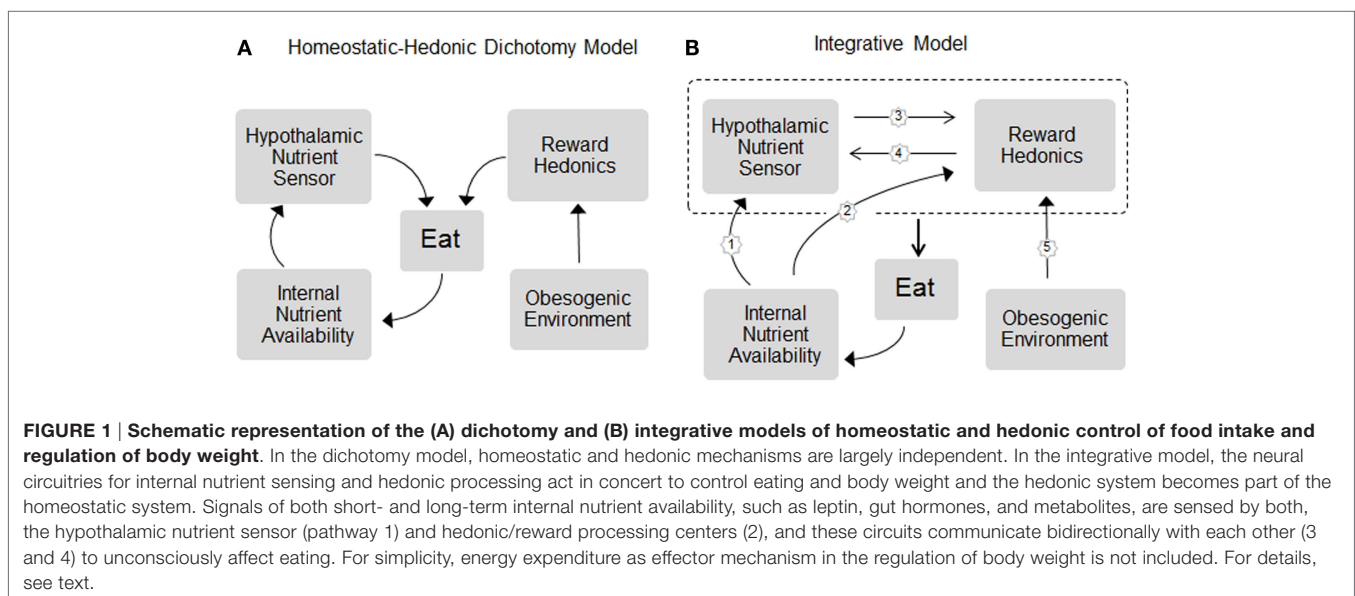 A
Homeostatic-Hedonic Dichotomy Model
Hypothalamic
Nutrient
Sensor
Reward
Hedonics
Eat
Internal
Nutrient
Availability
Obesogenic
Environment
B
Integrative Model
Hypothalamic
Nutrient
Sensor
3
4
Reward
Hedonics
1
2
5
Eat
Internal
Nutrient
Availability
Obesogenic
Environment
FIGURE 1 | Schematic representation of the (A) dichotomy and (B) integrative models of homeostatic and hedonic control of food intake and
regulation of body weight. In the dichotomy model, homeostatic and hedonic mechanisms are largely independent. In the integrative model, the neural
circuitries for internal nutrient sensing and hedonic processing act in concert to control eating and body weight and the hedonic system becomes part of the
homeostatic system. Signals of both short- and long-term internal nutrient availability, such as leptin, gut hormones, and metabolites, are sensed by both,
the hypothalamic nutrient sensor (pathway 1) and hedonic/reward processing centers (2), and these circuits communicate bidirectionally with each other (3
and 4) to unconsciously affect eating. For simplicity, energy expenditure as effector mechanism in the regulation of body weight is not included. For details,
see text.